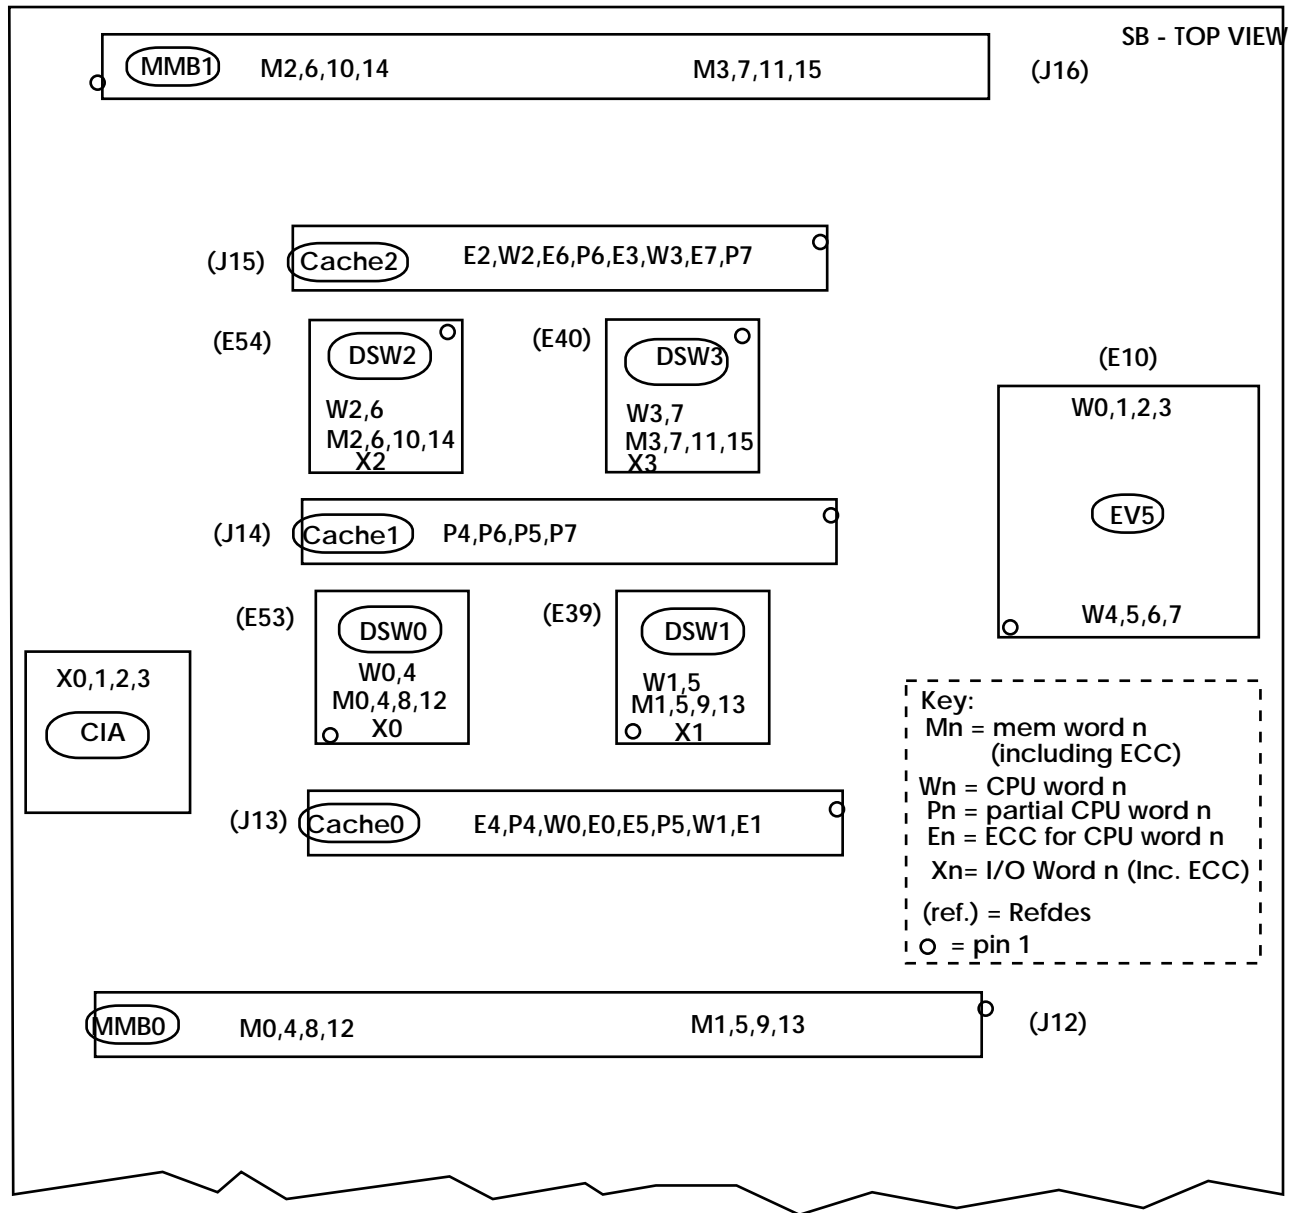 SB - TOP VIEW
MMB1
M2,6,10,14
M3,7,11,15
(J16)
(J15)
Cache2
E2,W2,E6,P6,E3,W3,E7,P7
(E54)
DSW2
W2,6
M2,6,10,14
X2
(E40)
DSW3
W3,7
M3,7,11,15
X3
(E10)
W0,1,2,3
EV5
W4,5,6,7
(J14)
Cache1
P4,P6,P5,P7
(E53)
DSW0
W0,4
M0,4,8,12
X0
(E39)
DSW1
W1,5
M1,5,9,13
X1
X0,1,2,3
CIA
(J13)
Cache0
E4,P4,W0,E0,E5,P5,W1,E1
Key:
Mn = mem word n
(including ECC)
Wn = CPU word n
Pn = partial CPU word n
En = ECC for CPU word n
Xn= I/O Word n (Inc. ECC)
(ref.) = Refdes
= pin 1
MMB0
M0,4,8,12
M1,5,9,13
(J12)